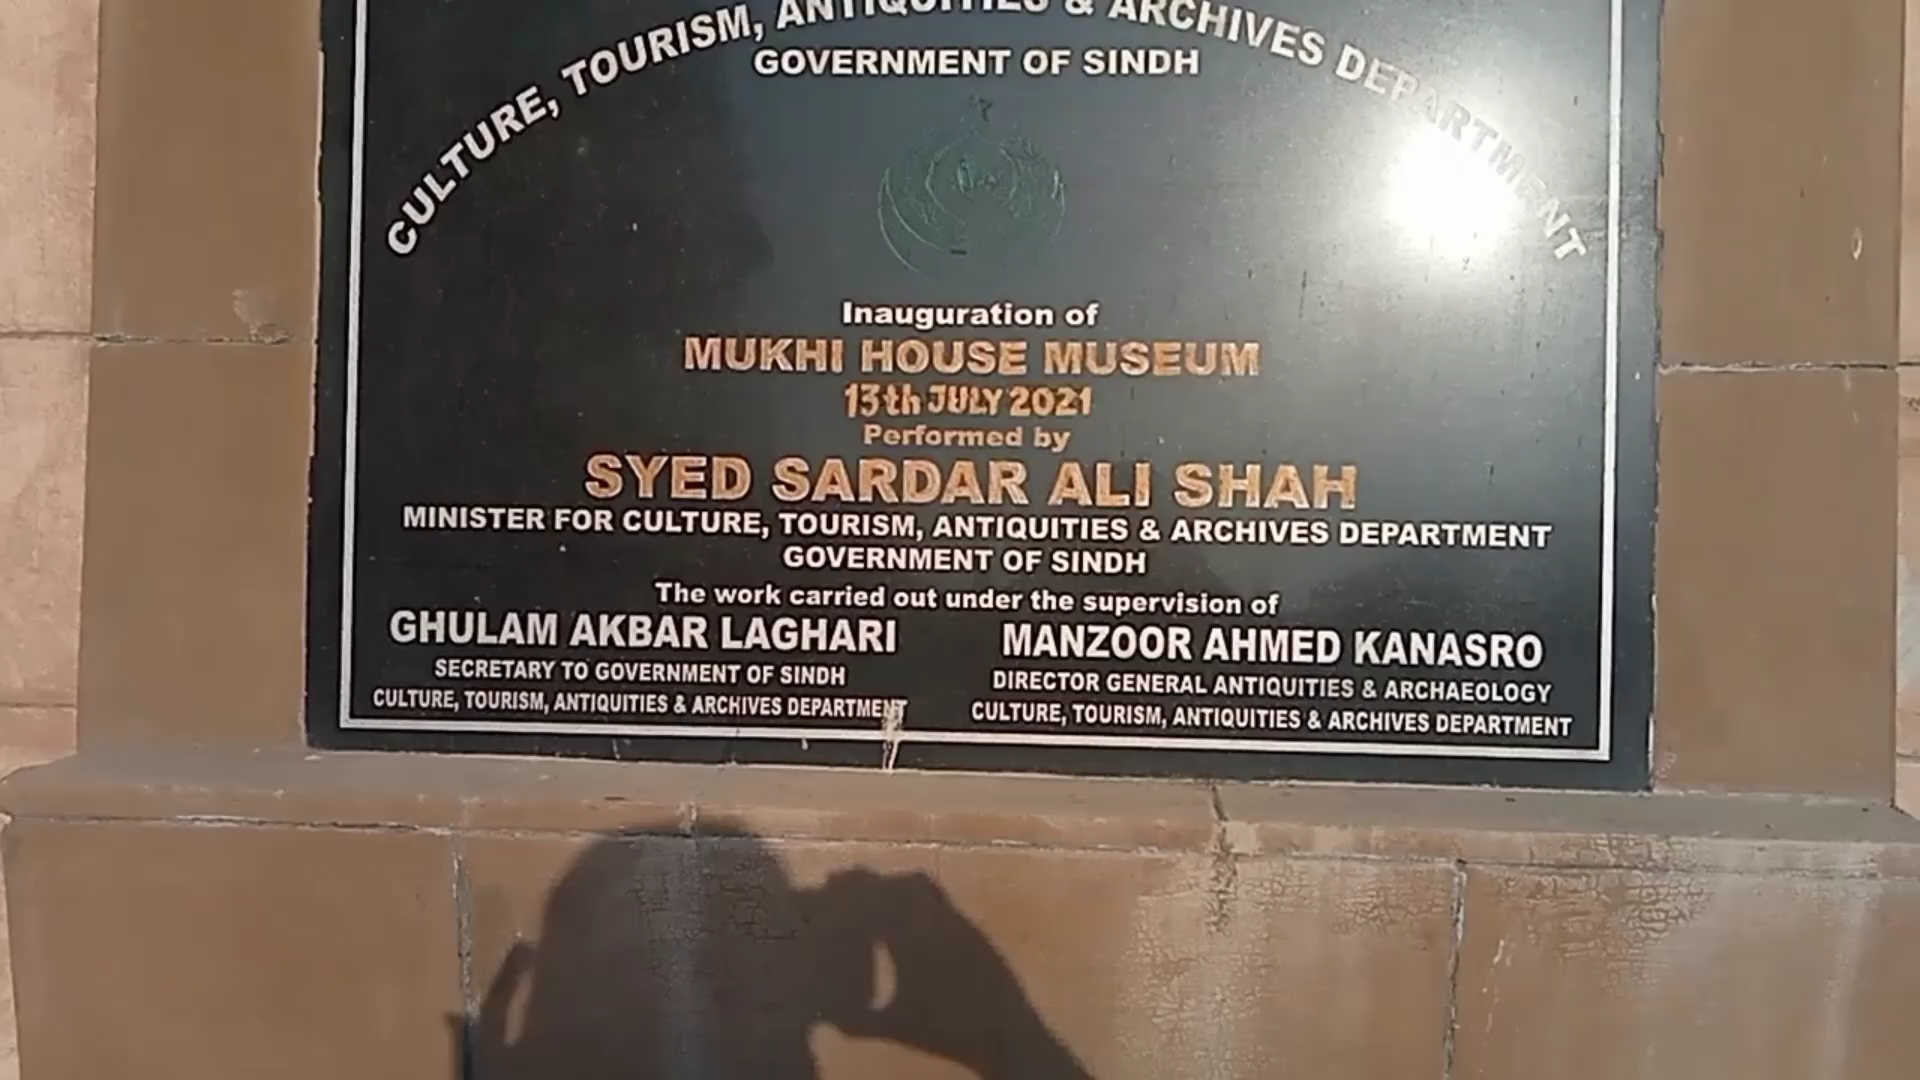 CULTURE, TOURISM, ANTIQUITIES & ARCHIVES DEPARTMENT
GOVERNMENT OF SINDH
Inauguration of
MUKHI HOUSE MUSEUM
13th JULY 2021
Performed by
SYED SARDAR ALI SHAH
MINISTER FOR CULTURE, TOURISM, ANTIQUITIES & ARCHIVES DEPARTMENT
GOVERNMENT OF SINDH
The work carried out under the supervision of
GHULAM AKBAR LAGHARI
SECRETARY TO GOVERNMENT OF SINDH
CULTURE, TOURISM, ANTIQUITIES & ARCHIVES DEPARTMENT
MANZOOR AHMED KANASRO
DIRECTOR GENERAL ANTIQUITIES & ARCHAEOLOGY
CULTURE, TOURISM, ANTIQUITIES & ARCHIVES DEPARTMENT